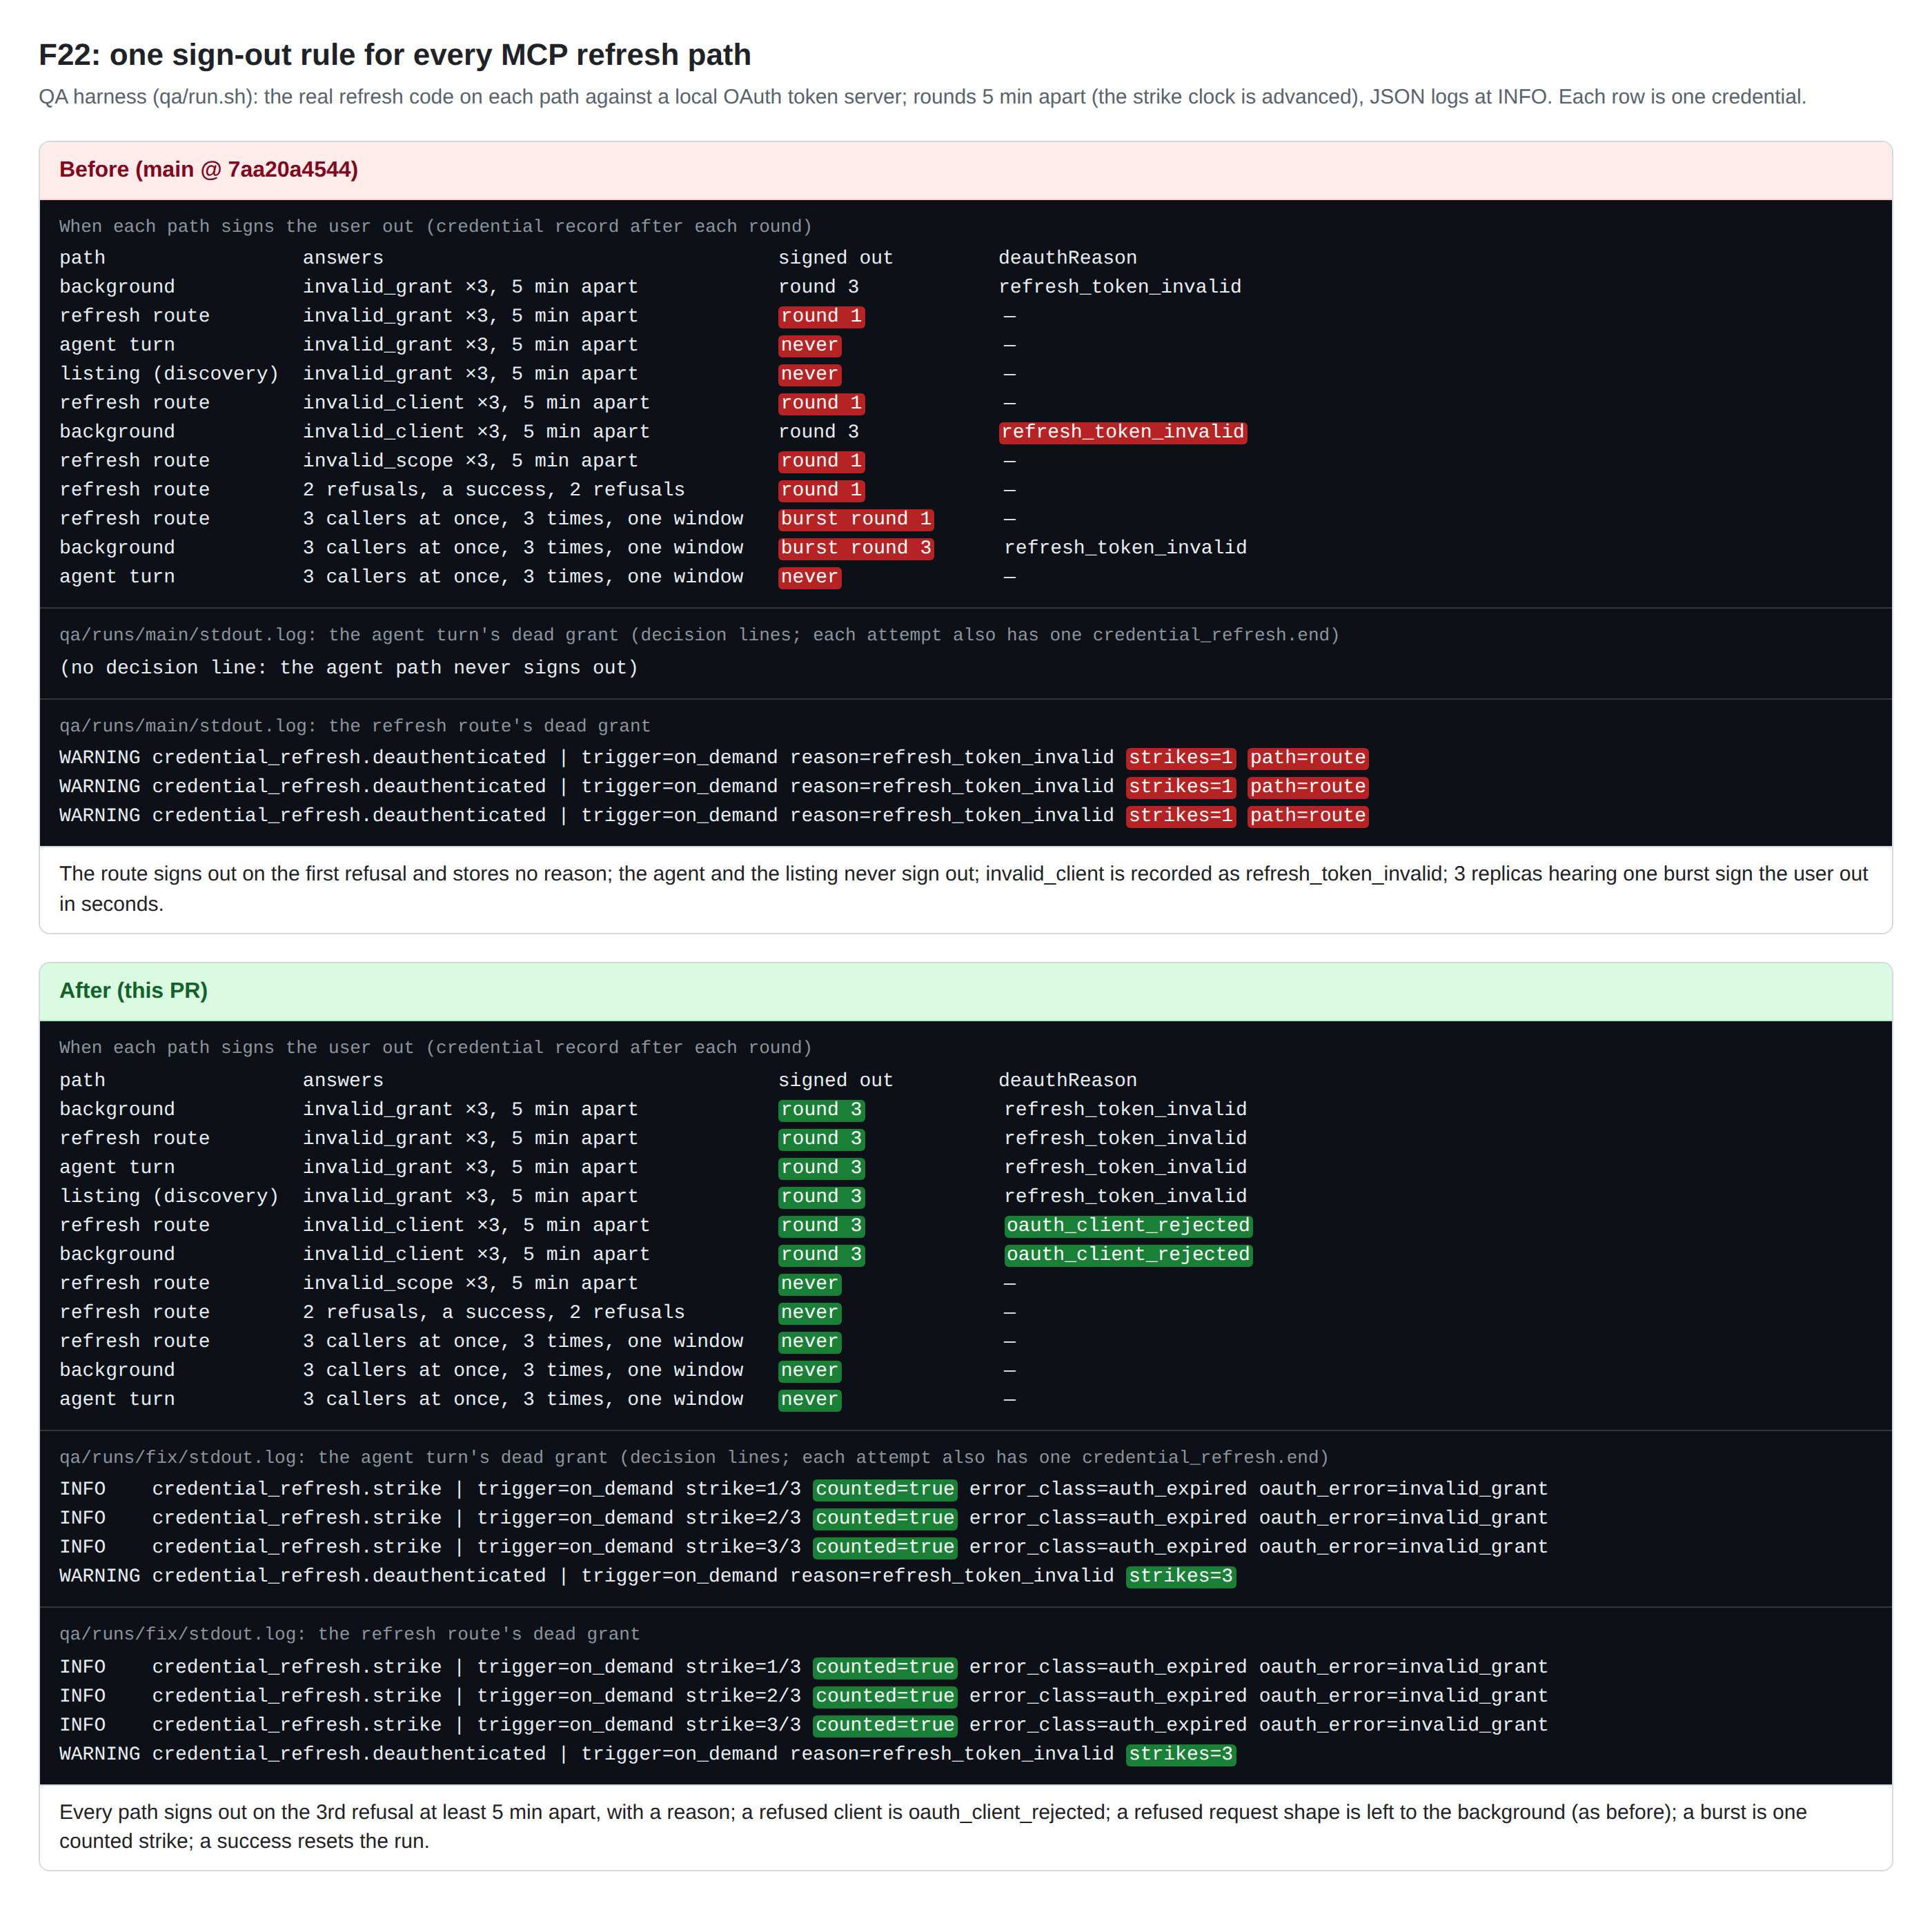 F22: one sign-out rule for every MCP refresh path
QA harness (qa/run.sh): the real refresh code on each path against a local OAuth token server; rounds 5 min apart (the strike clock is advanced), JSON logs at INFO. Each row is one credential.
Before (main @ 7aa20a4544)
When each path signs the user out (credential record after each round)
path answers signed out deauthReason
background invalid_grant ×3, 5 min apart round 3 refresh_token_invalid
refresh route invalid_grant ×3, 5 min apart round 1 —
agent turn invalid_grant ×3, 5 min apart never —
listing (discovery) invalid_grant ×3, 5 min apart never —
refresh route invalid_client ×3, 5 min apart round 1 —
background invalid_client ×3, 5 min apart round 3 refresh_token_invalid
refresh route invalid_scope ×3, 5 min apart round 1 —
refresh route 2 refusals, a success, 2 refusals round 1 —
refresh route 3 callers at once, 3 times, one window burst round 1 —
background 3 callers at once, 3 times, one window burst round 3 refresh_token_invalid
agent turn 3 callers at once, 3 times, one window never —
qa/runs/main/stdout.log: the agent turn's dead grant (decision lines; each attempt also has one credential_refresh.end)
(no decision line: the agent path never signs out)
qa/runs/main/stdout.log: the refresh route's dead grant
WARNING credential_refresh.deauthenticated | trigger=on_demand reason=refresh_token_invalid strikes=1 path=route
WARNING credential_refresh.deauthenticated | trigger=on_demand reason=refresh_token_invalid strikes=1 path=route
WARNING credential_refresh.deauthenticated | trigger=on_demand reason=refresh_token_invalid strikes=1 path=route
The route signs out on the first refusal and stores no reason; the agent and the listing never sign out; invalid_client is recorded as refresh_token_invalid; 3 replicas hearing one burst sign the user out
in seconds.
After (this PR)
When each path signs the user out (credential record after each round)
path answers signed out deauthReason
background invalid_grant ×3, 5 min apart round 3 refresh_token_invalid
refresh route invalid_grant ×3, 5 min apart round 3 refresh_token_invalid
agent turn invalid_grant ×3, 5 min apart round 3 refresh_token_invalid
listing (discovery) invalid_grant ×3, 5 min apart round 3 refresh_token_invalid
refresh route invalid_client ×3, 5 min apart round 3 oauth_client_rejected
background invalid_client ×3, 5 min apart round 3 oauth_client_rejected
refresh route invalid_scope ×3, 5 min apart never —
refresh route 2 refusals, a success, 2 refusals never —
refresh route 3 callers at once, 3 times, one window never —
background 3 callers at once, 3 times, one window never —
agent turn 3 callers at once, 3 times, one window never —
qa/runs/fix/stdout.log: the agent turn's dead grant (decision lines; each attempt also has one credential_refresh.end)
INFO credential_refresh.strike | trigger=on_demand strike=1/3 counted=true error_class=auth_expired oauth_error=invalid_grant
INFO credential_refresh.strike | trigger=on_demand strike=2/3 counted=true error_class=auth_expired oauth_error=invalid_grant
INFO credential_refresh.strike | trigger=on_demand strike=3/3 counted=true error_class=auth_expired oauth_error=invalid_grant
WARNING credential_refresh.deauthenticated | trigger=on_demand reason=refresh_token_invalid strikes=3
qa/runs/fix/stdout.log: the refresh route's dead grant
INFO credential_refresh.strike | trigger=on_demand strike=1/3 counted=true error_class=auth_expired oauth_error=invalid_grant
INFO credential_refresh.strike | trigger=on_demand strike=2/3 counted=true error_class=auth_expired oauth_error=invalid_grant
INFO credential_refresh.strike | trigger=on_demand strike=3/3 counted=true error_class=auth_expired oauth_error=invalid_grant
WARNING credential_refresh.deauthenticated | trigger=on_demand reason=refresh_token_invalid strikes=3
Every path signs out on the 3rd refusal at least 5 min apart, with a reason; a refused client is oauth_client_rejected; a refused request shape is left to the background (as before); a burst is one
counted strike; a success resets the run.